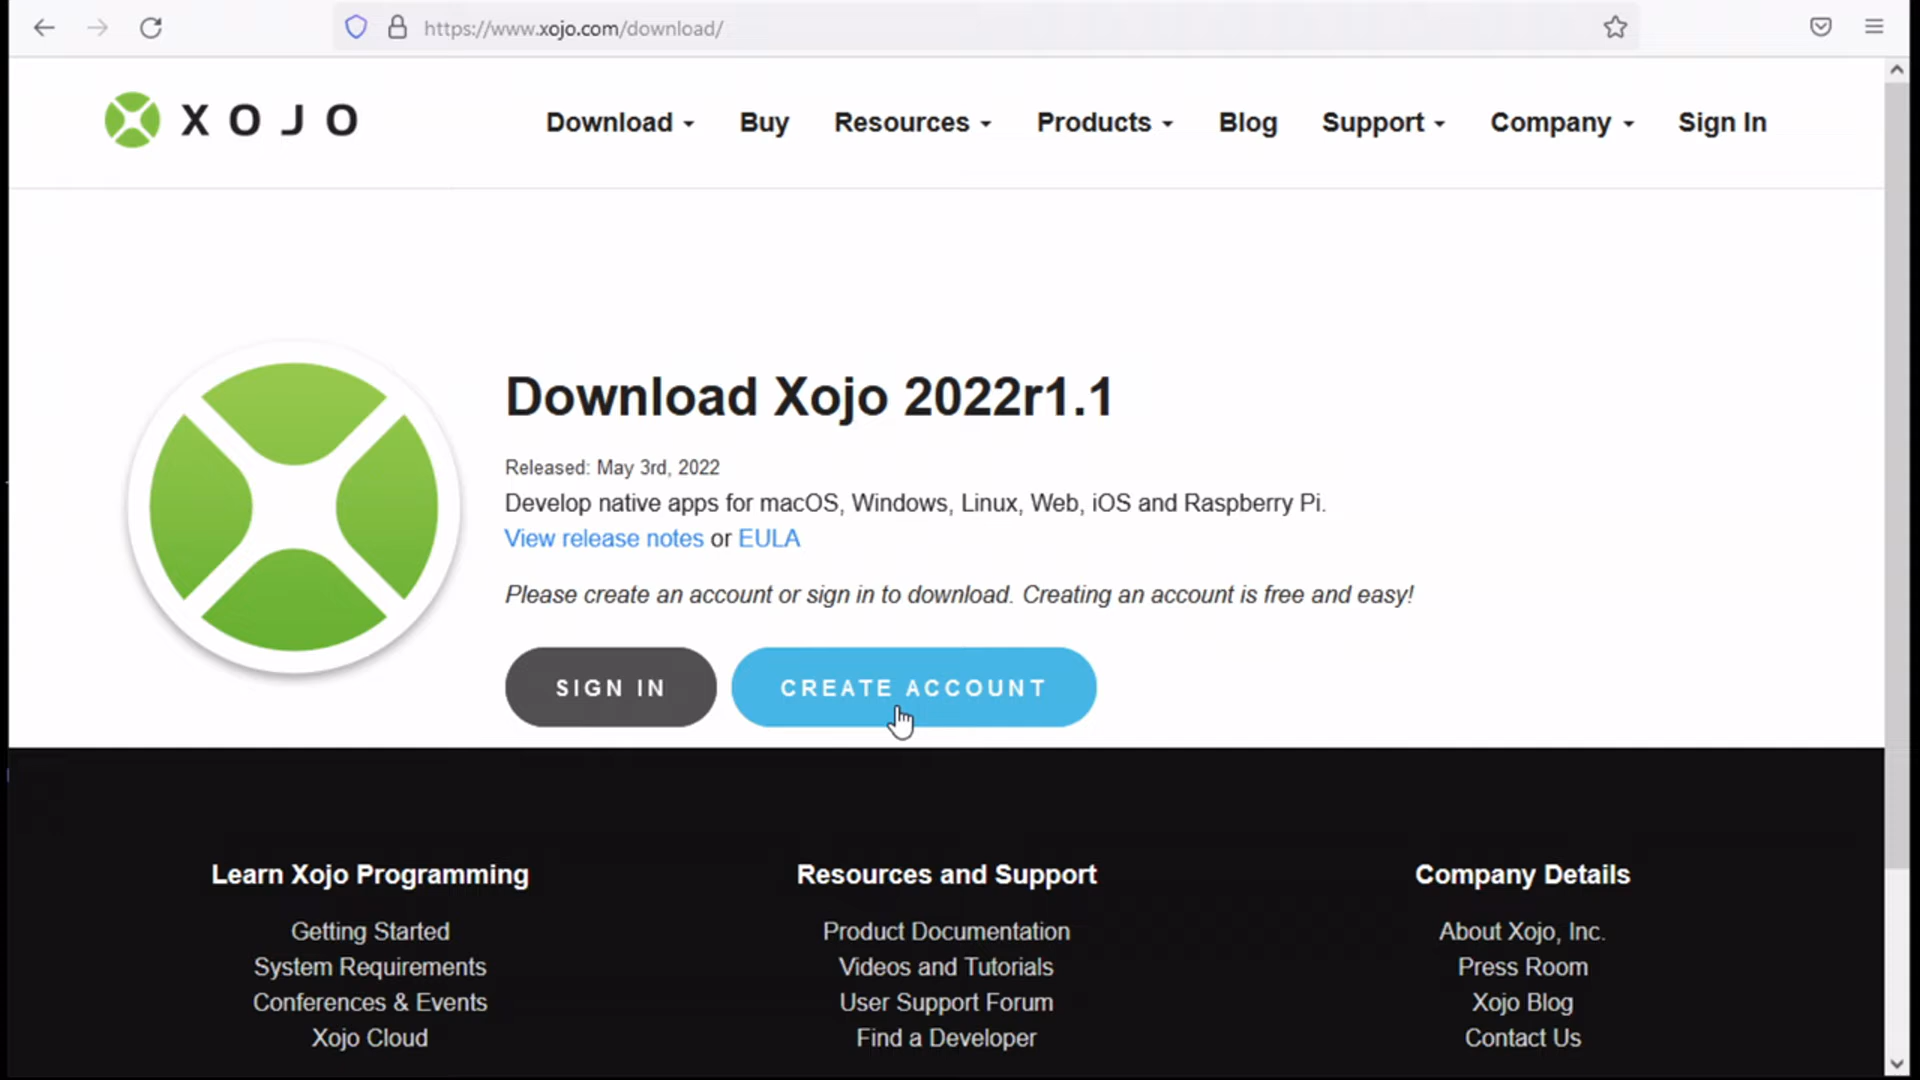 https://www.xojo.com/download/
XOJO
Download Buy Resources Products Blog Support Company Sign In
Download Xojo 2022r1.1
Released: May 3rd, 2022
Develop native apps for macOS, Windows, Linux, Web, iOS and Raspberry Pi.
View release notes or EULA
Please create an account or sign in to download. Creating an account is free and easy!
SIGN IN CREATE ACCOUNT
Learn Xojo Programming
Getting Started
System Requirements
Conferences & Events
Xojo Cloud
Resources and Support
Product Documentation
Videos and Tutorials
User Support Forum
Find a Developer
Company Details
About Xojo, Inc.
Press Room
Xojo Blog
Contact Us